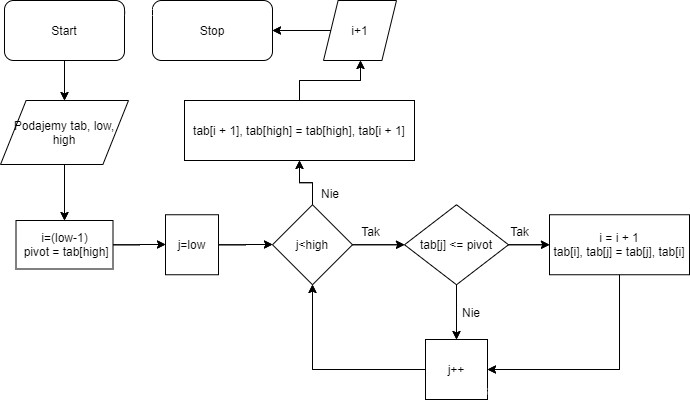 Start
Stop
i+1
Podajemy tab, low,
high
tab[i + 1], tab[high] = tab[high], tab[i + 1]
Nie
i=(low-1)
pivot = tab[high]
j=low
j<high
Tak
tab[j] <= pivot
Tak
i = i + 1
tab[i], tab[j] = tab[j], tab[i]
Nie
j++